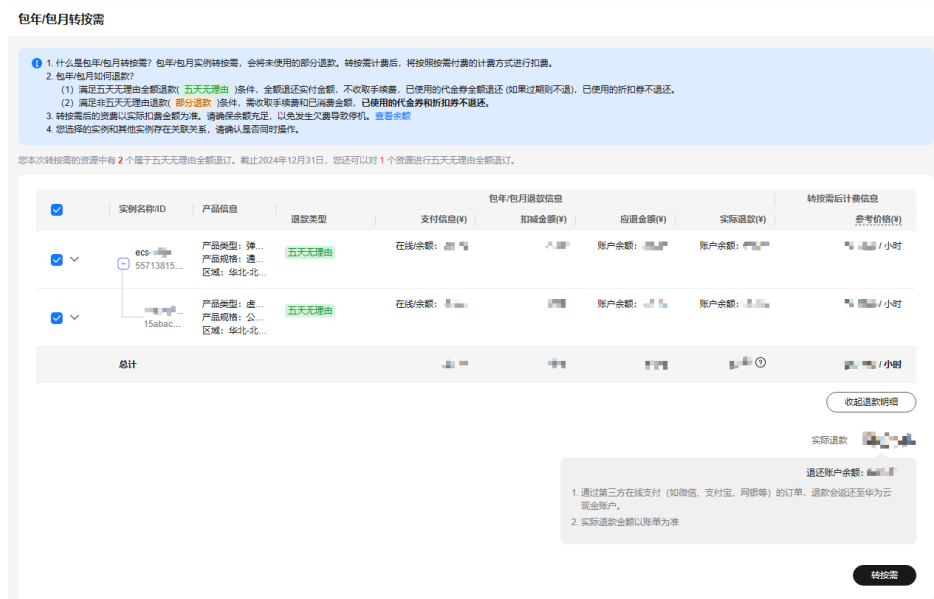 包年/包月转按需
1. 什么是包年/包月转按需？包年/包月实例转按需，会将未使用的部分退款。转按需计费后，将按照按需付费的计费方式进行扣费。
2. 包年/包月如何退款？
（1）满足五天无理由全额退款( 五天无理由 )条件，全额退还实付金额，不收取手续费，已使用的代金券全额退还 (如果过期则不退)，已使用的折扣券不退还。
（2）满足非五天无理由退款( 部分退款 )条件，需收取手续费和已消费金额，已使用的代金券和折扣券不退还。
3. 转按需后的资费以实际扣费金额为准。请确保余额充足，以免发生欠费导致停机。查看余额
4. 您选择的实例和其他实例存在关联关系，请确认是否同时操作。
您本次转按需的资源中有 2 个属于五天无理由全额退订。截止2024年12月31日，您还可以对 1 个资源进行五天无理由全额退订。
实例名称/ID 产品信息 包年/包月退款信息 转按需后计费信息
退款类型 支付信息(¥) 扣减金额(¥) 应退金额(¥) 实际退款(¥) 参考价格(¥)
ecs- 产品类型：弹... 五天无理由 在线/余额： 账户余额： 账户余额： / 小时
55713815... 产品规格：通...
区域：华北-北...
产品类型：虚... 五天无理由 在线/余额： 账户余额： 账户余额： / 小时
15abac... 产品规格：公...
区域：华北-北...
总计 / 小时
收起退款明细
实际退款
退还账户余额：
1. 通过第三方在线支付（如微信、支付宝、网银等）的订单，退款会返还至华为云
现金账户。
2. 实际退款金额以账单为准
转按需